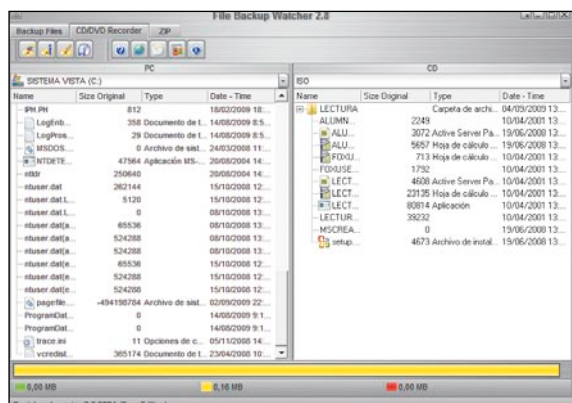 File Backup Watcher 2.8
Backup Files CD/DVD Recorder ZIP
PC
SISTEMA VISTA (C:)
Name Size Original Type Date - Time
IPH.PH 812 18/02/2009 18:...
LogEnb... 358 Documento de t... 14/08/2009 8:5...
LogPros... 29 Documento de t... 14/08/2009 8:5...
MSDOS... 0 Archivo de sist... 24/03/2008 11:...
NTDETE... 47564 Aplicación MS-... 20/08/2004 14:...
ntldr 250640 20/08/2004 14:...
ntuser.dat 262144 15/10/2008 12:...
ntuser.dat.L... 5120 15/10/2008 12:...
ntuser.dat.L... 0 08/10/2008 13:...
ntuser.dat{a... 65536 08/10/2008 13:...
ntuser.dat{a... 524288 08/10/2008 13:...
ntuser.dat{a... 524288 08/10/2008 13:...
ntuser.dat{e... 65536 15/10/2008 12:...
ntuser.dat{e... 524288 15/10/2008 12:...
ntuser.dat{e... 524288 15/10/2008 12:...
pagefile.... -494198784 Archivo de sist... 02/09/2009 22:...
ProgramDat... 0 14/08/2009 9:1...
ProgramDat... 0 14/08/2009 9:1...
trace.ini 11 Opciones de c... 05/11/2008 14:...
vcredist... 365174 Documento de t... 23/04/2008 10:...
CD
ISO
Name Size Original Type Date - Time
LECTURA Carpeta de archi... 04/09/2009 13:...
ALUMN... 2249 10/04/2001 13:...
ALU... 3072 Active Server Pa... 19/06/2008 13:...
ALU... 5657 Hoja de cálculo ... 19/06/2008 13:...
FOXU... 713 Hoja de cálculo ... 10/04/2001 13:...
FOXUSE... 1792 10/04/2001 13:...
LECT... 4608 Active Server Pa... 10/04/2001 13:...
LECT... 23135 Hoja de cálculo ... 10/04/2001 13:...
LECT... 80814 Aplicación 10/04/2001 13:...
LECTUR... 39232 10/04/2001 13:...
MSCREA... 0 19/06/2008 13:...
setup... 4673 Archivo de instal... 19/06/2008 13:...
0,00 MB 0,16 MB 0,00 MB